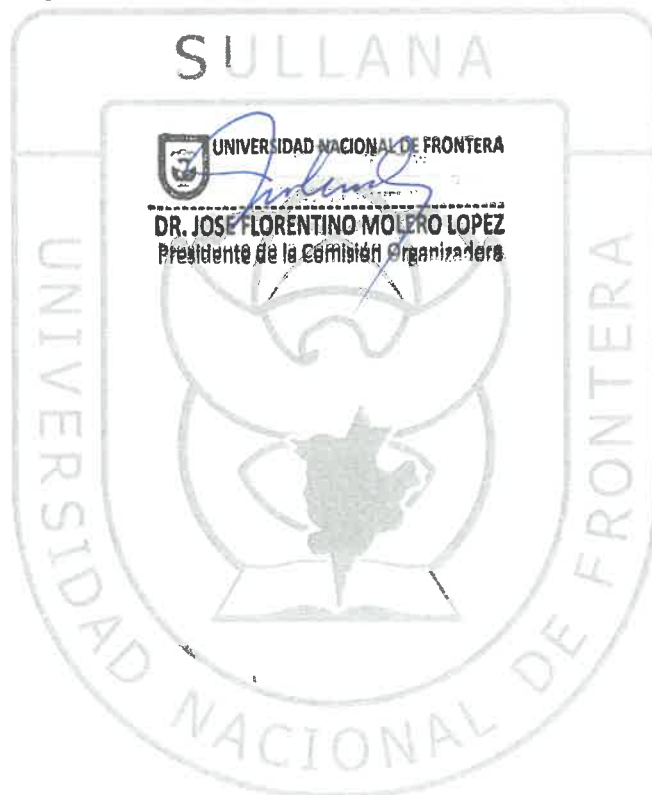 SULLANA
UNIVERSIDAD NACIONAL DE FRONTERA
DR. JOSE FLORENTINO MOLERO LOPEZ
Presidente de la Comisión Organizadora
UNIVERSIDAD NACIONAL DE FRONTERA